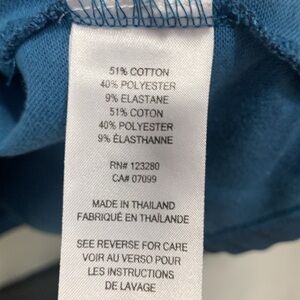 51% COTTON
40% POLYESTER
9% ELASTANE
51% COTON
40% POLYESTER
9% ÉLASTHANNE
RN# 123280
CA# 07099
MADE IN THAILAND
FABRIQUÉ EN THAÏLANDE
SEE REVERSE FOR CARE
VOIR AU VERSO POUR
LES INSTRUCTIONS
DE LAVAGE